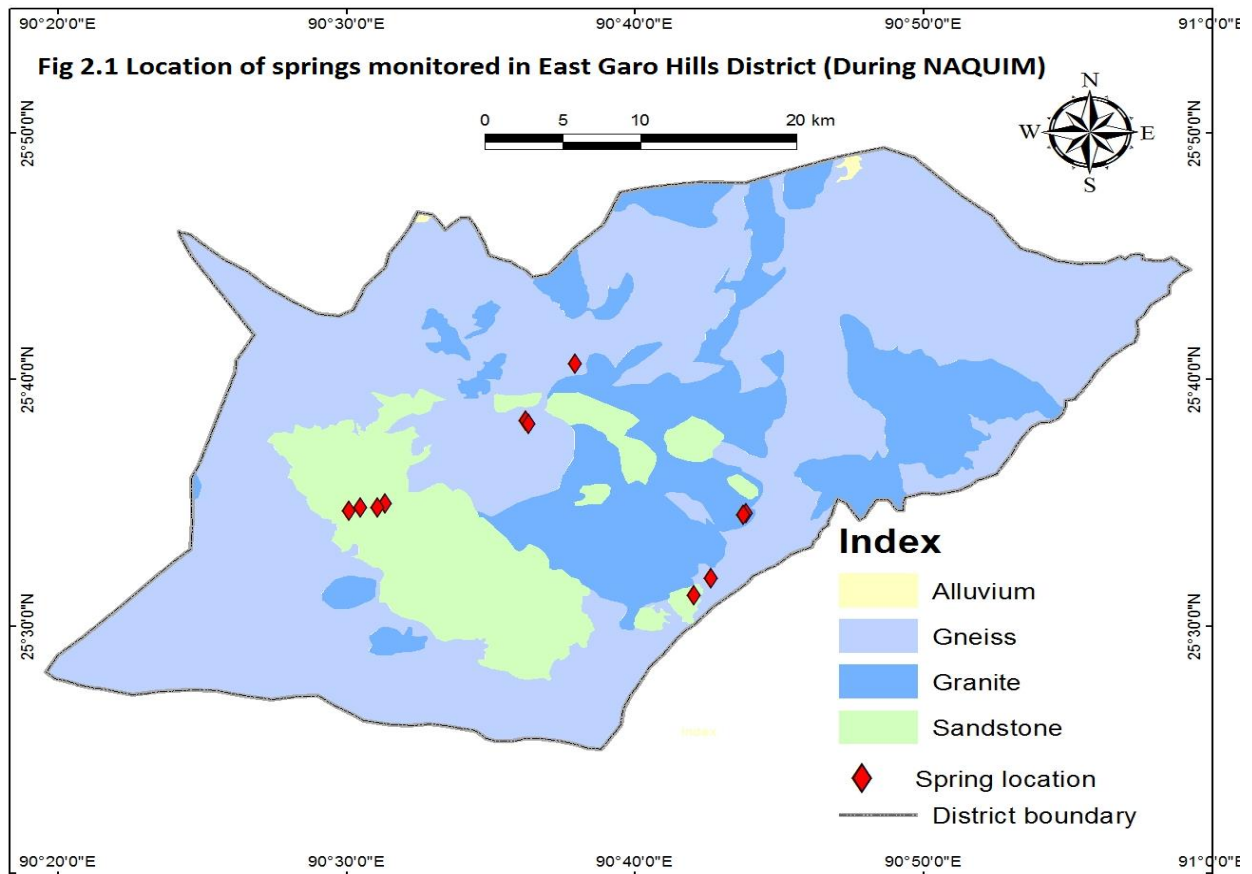 90°20'0"E 90°30'0"E 90°40'0"E 90°50'0"E 91°0'0"E
Fig 2.1 Location of springs monitored in East Garo Hills District (During NAQUIM)
0 5 10 20 km
N
W E
S
25°50'0"N 25°50'0"N
25°40'0"N 25°40'0"N
25°30'0"N 25°30'0"N
Index
Alluvium
Gneiss
Granite
Sandstone
Spring location
District boundary
Index
90°20'0"E 90°30'0"E 90°40'0"E 90°50'0"E 91°0'0"E